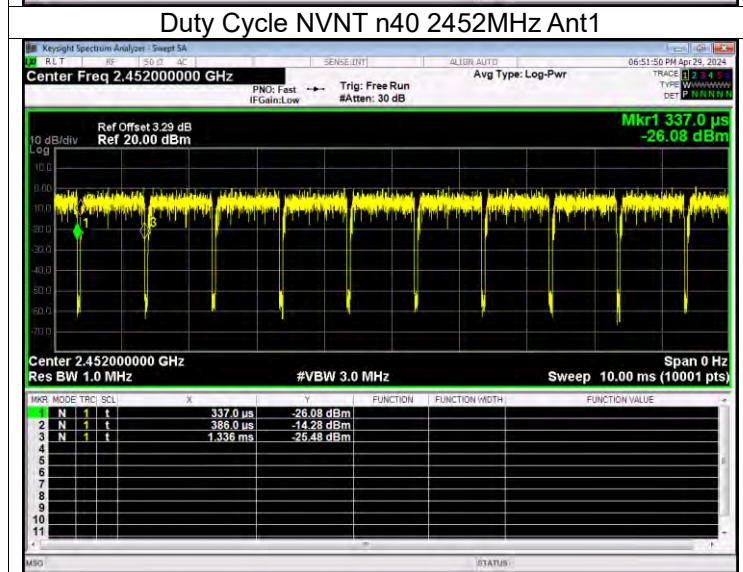 Duty Cycle NVNT n40 2452MHz Ant1
Keysight Spectrum Analyzer - Swept SA
RLT RF 50 Ω AC SENSE:INT ALIGN AUTO 06:51:50 PM Apr 29, 2024
Center Freq 2.452000000 GHz Avg Type: Log-Pwr TRACE 1 2 3 4 5 6
PNO: Fast Trig: Free Run TYPE W
IFGain:Low #Atten: 30 dB DET P N N N N N
Mkr1 337.0 µs
-26.08 dBm
Ref Offset 3.29 dB
10 dB/div Ref 20.00 dBm
Log
10.0
0.00
-10.0
-20.0
-30.0
-40.0
-50.0
-60.0
-70.0
1
3
Center 2.452000000 GHz Span 0 Hz
Res BW 1.0 MHz #VBW 3.0 MHz Sweep 10.00 ms (10001 pts)
MKR MODE TRC SCL X Y FUNCTION FUNCTION WIDTH FUNCTION VALUE
1 N 1 t 337.0 µs -26.08 dBm
2 N 1 t 386.0 µs -14.28 dBm
3 N 1 t 1.336 ms -25.48 dBm
4
5
6
7
8
9
10
11
MSG STATUS